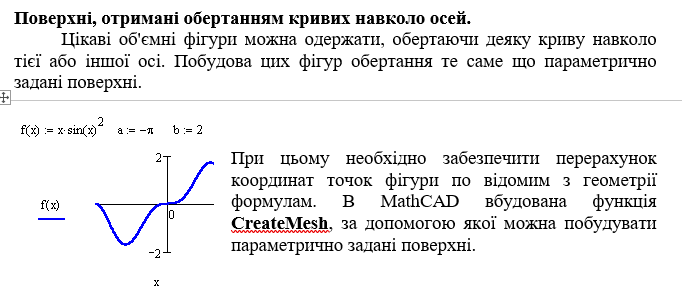 Поверхні, отримані обертанням кривих навколо осей.
Цікаві об'ємні фігури можна одержати, обертаючи деяку криву навколо
тієї або іншої осі. Побудова цих фігур обертання те саме що параметрично
задані поверхні.
f(x) := x·sin(x)² a := −π b := 2
При цьому необхідно забезпечити перерахунок
координат точок фігури по відомим з геометрії
формулам. В MathCAD вбудована функція
CreateMesh, за допомогою якої можна побудувати
параметрично задані поверхні.
2
f(x)
0
−2
x